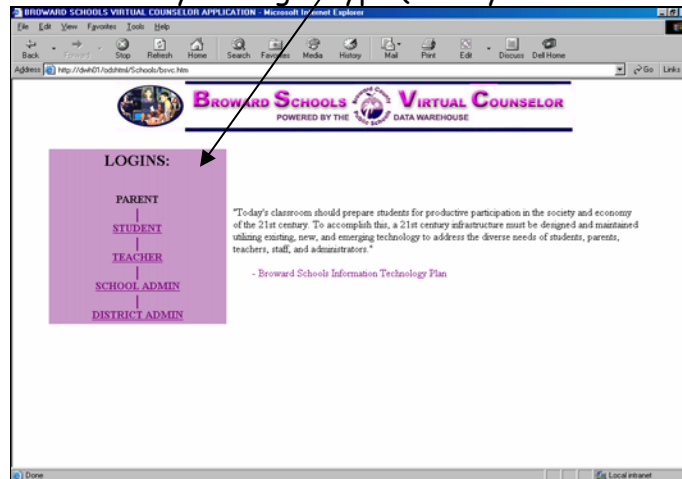 BROWARD SCHOOLS VIRTUAL COUNSELOR APPLICATION - Microsoft Internet Explorer
File Edit View Favorites Tools Help
Back Forward Stop Refresh Home Search Favorites Media History Mail Print Edit Discuss Dell Home
Address http://dwh01/odshtml/Schools/bsvc.htm Go Links
BROWARD SCHOOLS VIRTUAL COUNSELOR
POWERED BY THE DATA WAREHOUSE
LOGINS:
PARENT
STUDENT
TEACHER
SCHOOL ADMIN
DISTRICT ADMIN
"Today's classroom should prepare students for productive participation in the society and economy
of the 21st century. To accomplish this, a 21st century infrastructure must be designed and maintained
utilizing existing, new, and emerging technology to address the diverse needs of students, parents,
teachers, staff, and administrators."
- Broward Schools Information Technology Plan
Done Local intranet